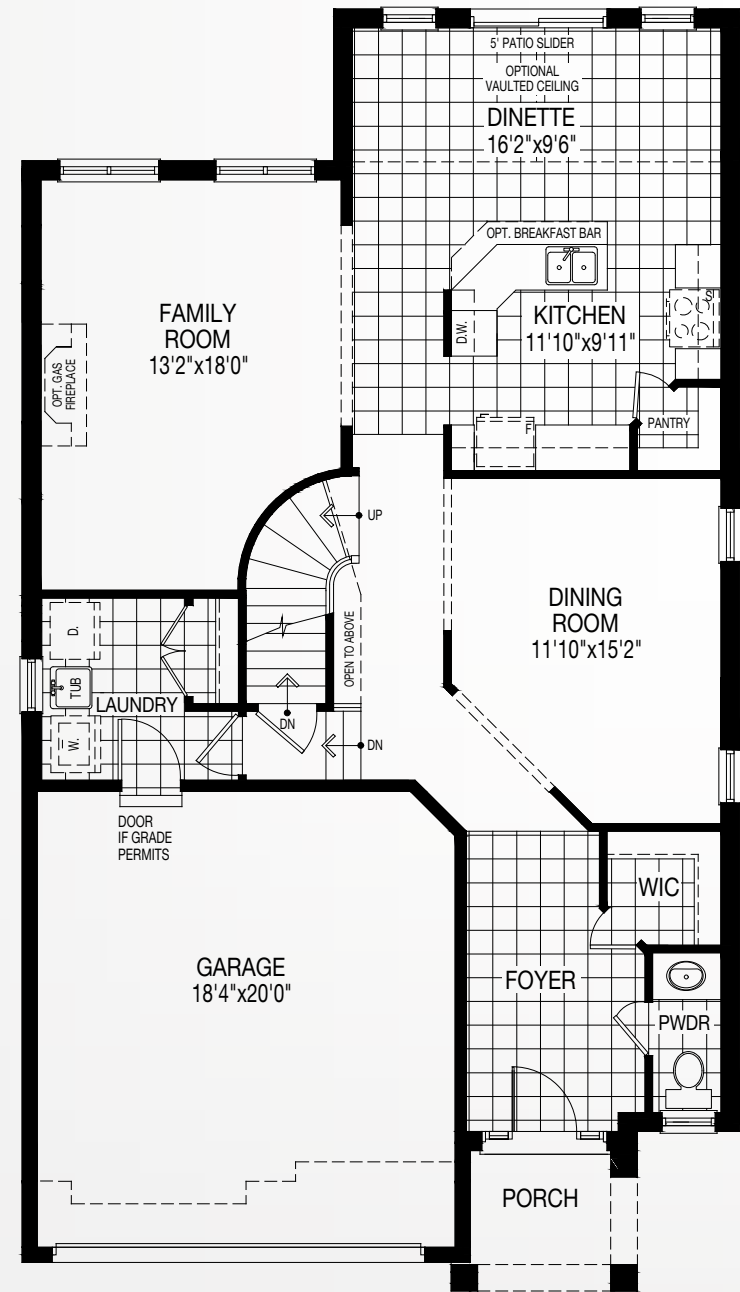 5' PATIO SLIDER
OPTIONAL
VAULTED CEILING
DINETTE
16'2"x9'6"
OPT. BREAKFAST BAR
FAMILY
ROOM
13'2"x18'0"
KITCHEN
11'10"x9'11"
S
D.W.
OPT. GAS
FIREPLACE
F
PANTRY
UP
DINING
ROOM
11'10"x15'2"
OPEN TO ABOVE
D.
TUB
LAUNDRY
W.
DN
DN
DOOR
IF GRADE
PERMITS
WIC
GARAGE
18'4"x20'0"
FOYER
PWDR
PORCH